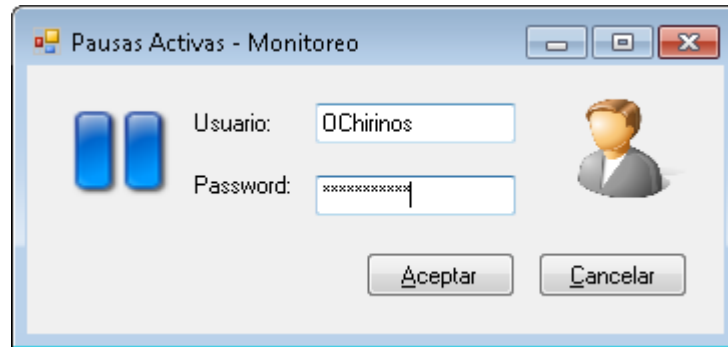 Pausas Activas - Monitoreo
Usuario: OChirinos
Password: ***********
Aceptar Cancelar